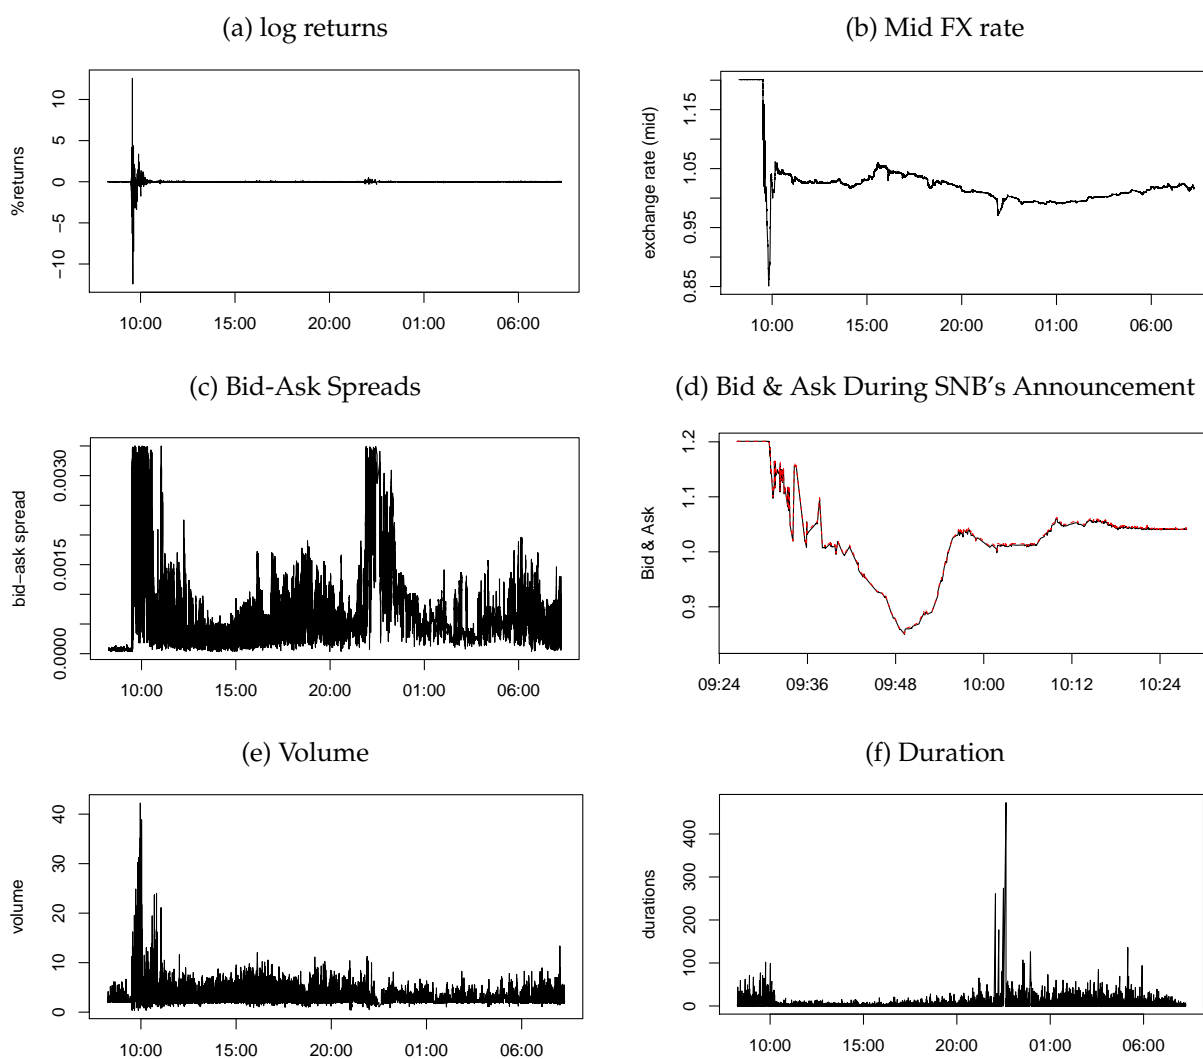 (a) log returns
(b) Mid FX rate
%returns
10
5
0
−5
−10
10:00 15:00 20:00 01:00 06:00
exchange rate (mid)
1.15
1.05
0.95
0.85
10:00 15:00 20:00 01:00 06:00
(c) Bid-Ask Spreads
(d) Bid & Ask During SNB's Announcement
bid−ask spread
0.0030
0.0015
0.0000
10:00 15:00 20:00 01:00 06:00
Bid & Ask
1.2
1.1
1.0
0.9
09:24 09:36 09:48 10:00 10:12 10:24
(e) Volume
(f) Duration
volume
40
30
20
10
0
10:00 15:00 20:00 01:00 06:00
durations
400
300
200
100
0
10:00 15:00 20:00 01:00 06:00